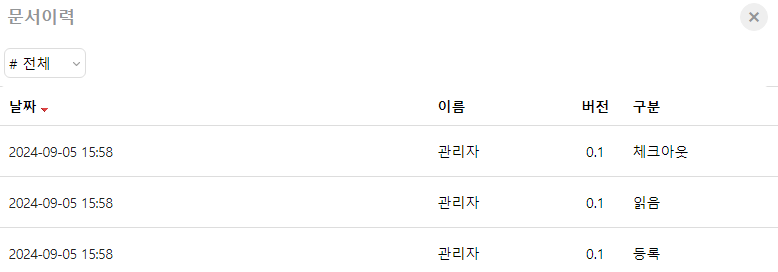 문서이력
# 전체
날짜 이름 버전 구분
2024-09-05 15:58 관리자 0.1 체크아웃
2024-09-05 15:58 관리자 0.1 읽음
2024-09-05 15:58 관리자 0.1 등록